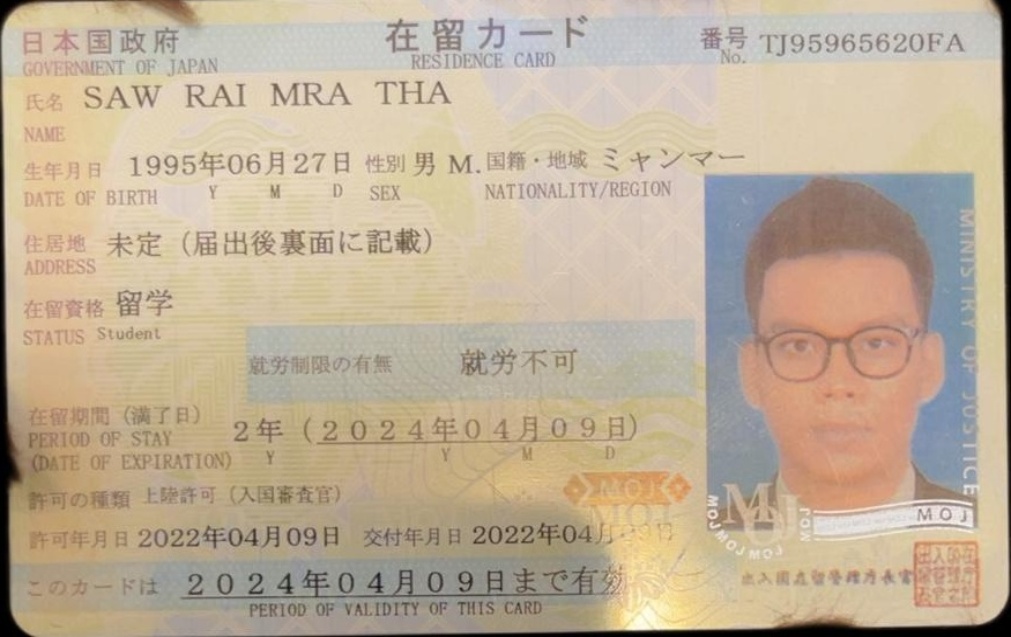 日本国政府 在留カード 番号 TJ95965620FA
GOVERNMENT OF JAPAN RESIDENCE CARD No.
氏名 SAW RAI MRA THA
NAME
生年月日 1995年06月27日 性別 男 M. 国籍・地域 ミャンマー
DATE OF BIRTH Y M D SEX NATIONALITY/REGION
住居地 未定(届出後裏面に記載)
ADDRESS
在留資格 留学
STATUS Student
就労制限の有無 就労不可
在留期間(満了日)
PERIOD OF STAY 2年(2024年04月09日)
(DATE OF EXPIRATION) Y Y M D
許可の種類 上陸許可(入国審査官)
許可年月日 2022年04月09日 交付年月日 2022年04月09日
このカードは 2024年04月09日まで有効
PERIOD OF VALIDITY OF THIS CARD
MINISTRY OF JUSTICE
MOJ
MOJ
MOJ
MOJ
MOJ MOJ MOJ MOJ
出入国在留管理庁長官